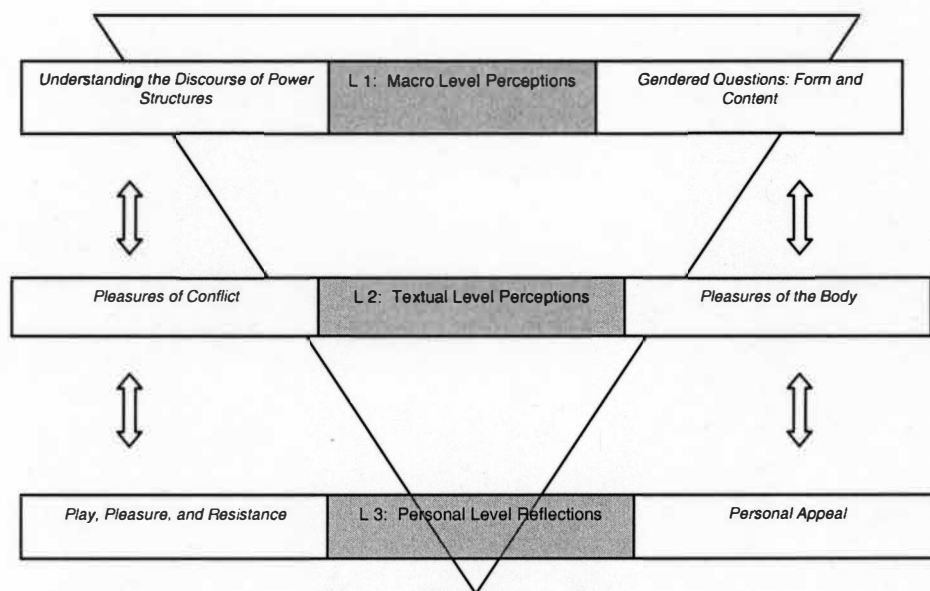 Understanding the Discourse of Power
Structures
L 1: Macro Level Perceptions
Gendered Questions: Form and
Content
Pleasures of Conflict
L 2: Textual Level Perceptions
Pleasures of the Body
Play, Pleasure, and Resistance
L 3: Personal Level Reflections
Personal Appeal